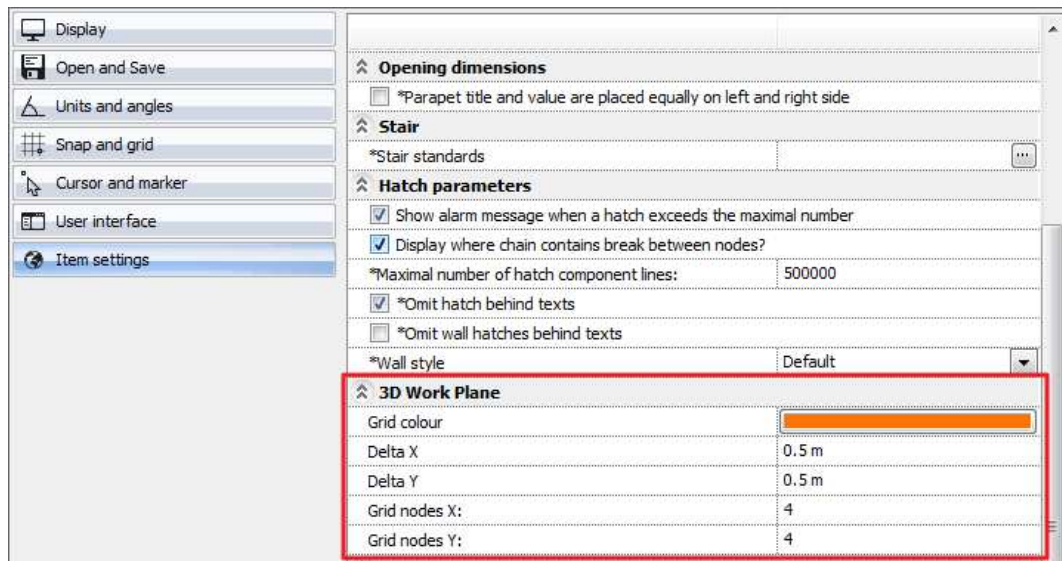 Display
Open and Save
Units and angles
Snap and grid
Cursor and marker
User interface
Item settings
Opening dimensions
*Parapet title and value are placed equally on left and right side
Stair
*Stair standards ...
Hatch parameters
Show alarm message when a hatch exceeds the maximal number
Display where chain contains break between nodes?
*Maximal number of hatch component lines: 500000
*Omit hatch behind texts
*Omit wall hatches behind texts
*Wall style Default
3D Work Plane
Grid colour
Delta X 0.5 m
Delta Y 0.5 m
Grid nodes X: 4
Grid nodes Y: 4